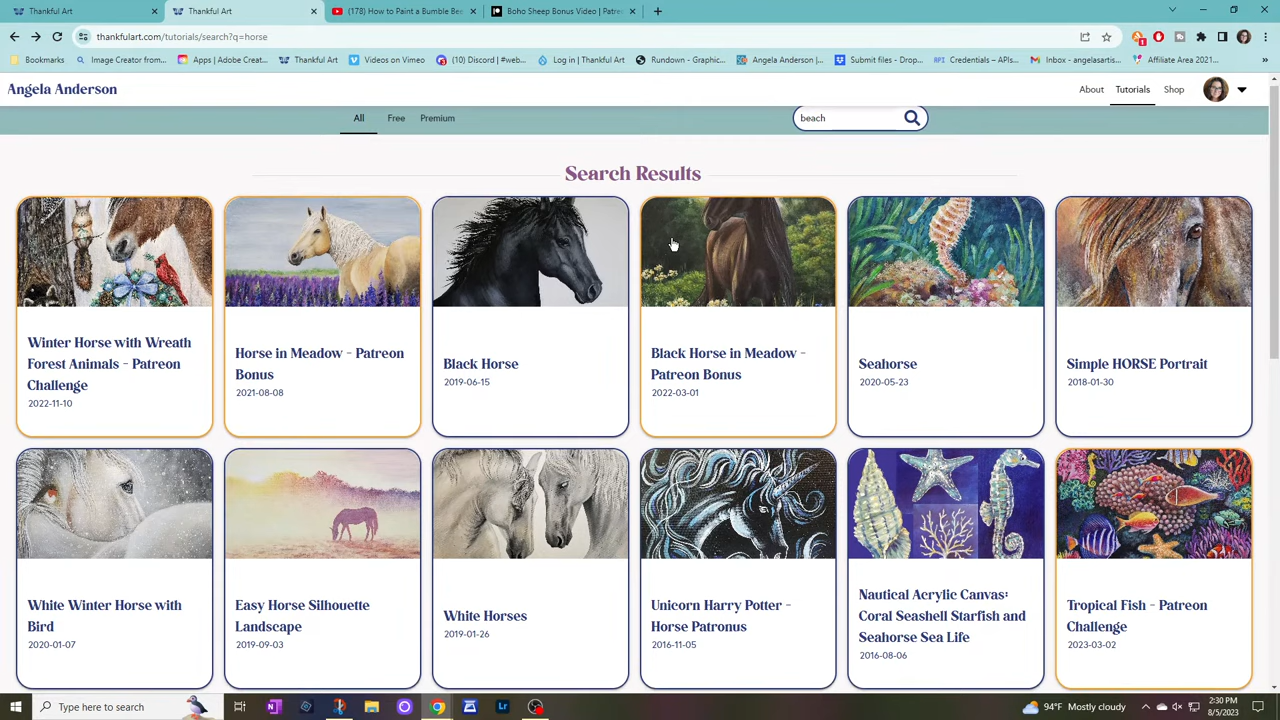 Thankful Art
Thankful Art
(178) How to Paint a Bumble Bee
Boho Sheep Bonus Video | Patre
thankfulart.com/tutorials/search?q=horse
Bookmarks
Image Creator from...
Apps | Adobe Creat...
Thankful Art
Videos on Vimeo
(10) Discord | #web...
Log in | Thankful Art
Rundown - Graphic...
Angela Anderson |...
Submit files - Drop...
API Credentials – APIs...
Inbox - angelasartis...
Affiliate Area 2021...
Angela Anderson
About
Tutorials
Shop
All
Free
Premium
beach
Search Results
Winter Horse with Wreath
Forest Animals - Patreon
Challenge
2022-11-10
Horse in Meadow - Patreon
Bonus
2021-08-08
Black Horse
2019-06-15
Black Horse in Meadow -
Patreon Bonus
2022-03-01
Seahorse
2020-05-23
Simple HORSE Portrait
2018-01-30
White Winter Horse with
Bird
2020-01-07
Easy Horse Silhouette
Landscape
2019-09-03
White Horses
2019-01-26
Unicorn Harry Potter -
Horse Patronus
2016-11-05
Nautical Acrylic Canvas:
Coral Seashell Starfish and
Seahorse Sea Life
2016-08-06
Tropical Fish - Patreon
Challenge
2023-03-02
Type here to search
94°F Mostly cloudy
2:30 PM
8/5/2023